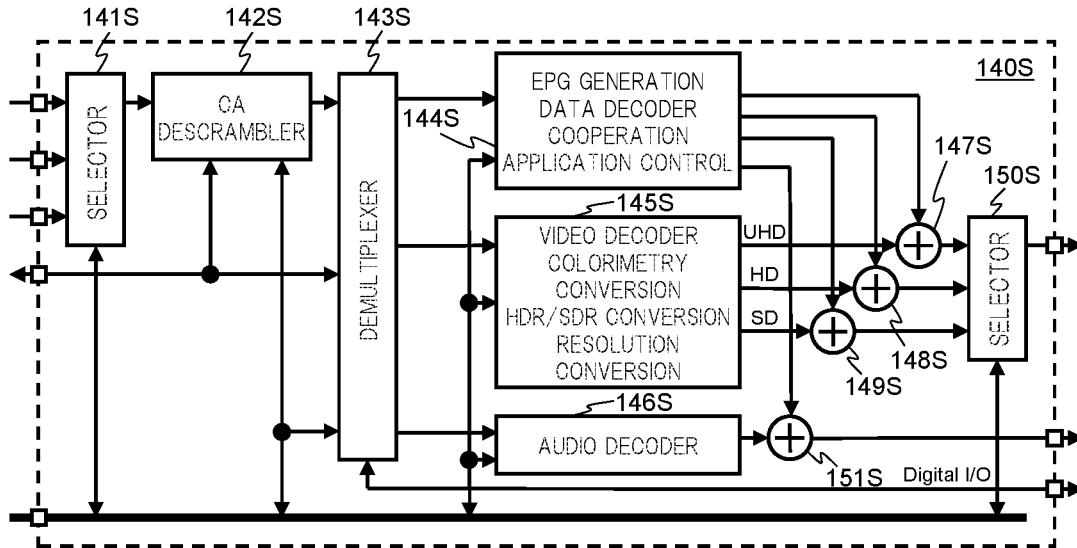 141S
142S
143S
140S
SELECTOR
CA
DESCRAMBLER
DEMULTIPLEXER
144S
EPG GENERATION
DATA DECODER
COOPERATION
APPLICATION CONTROL
147S
150S
145S
VIDEO DECODER
COLORIMETRY
CONVERSION
HDR/SDR CONVERSION
RESOLUTION
CONVERSION
UHD
HD
SD
SELECTOR
148S
149S
146S
AUDIO DECODER
151S
Digital I/O